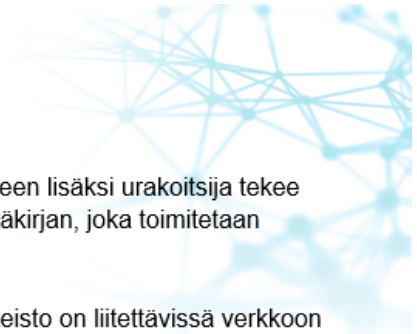 een lisäksi urakoitsija tekee
äkirjan, joka toimitetaan
eisto on liitettävissä verkkoon